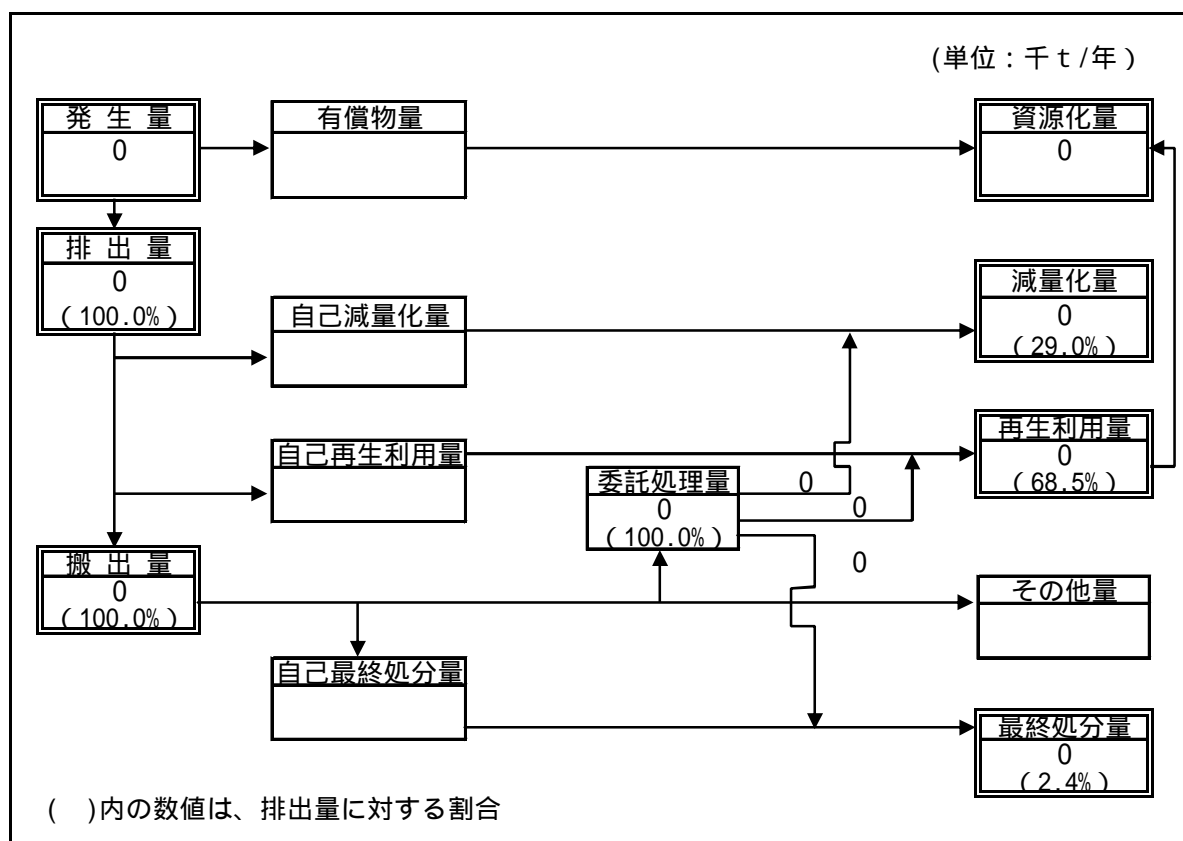 (単位：千ｔ/年）
発 生 量
0
有償物量
資源化量
0
排 出 量
0
（100.0%）
自己減量化量
減量化量
0
（29.0%）
自己再生利用量
再生利用量
0
（68.5%）
委託処理量
0
（100.0%）
0
0
0
搬 出 量
0
（100.0%）
その他量
自己最終処分量
最終処分量
0
（2.4%）
(　)内の数値は、排出量に対する割合